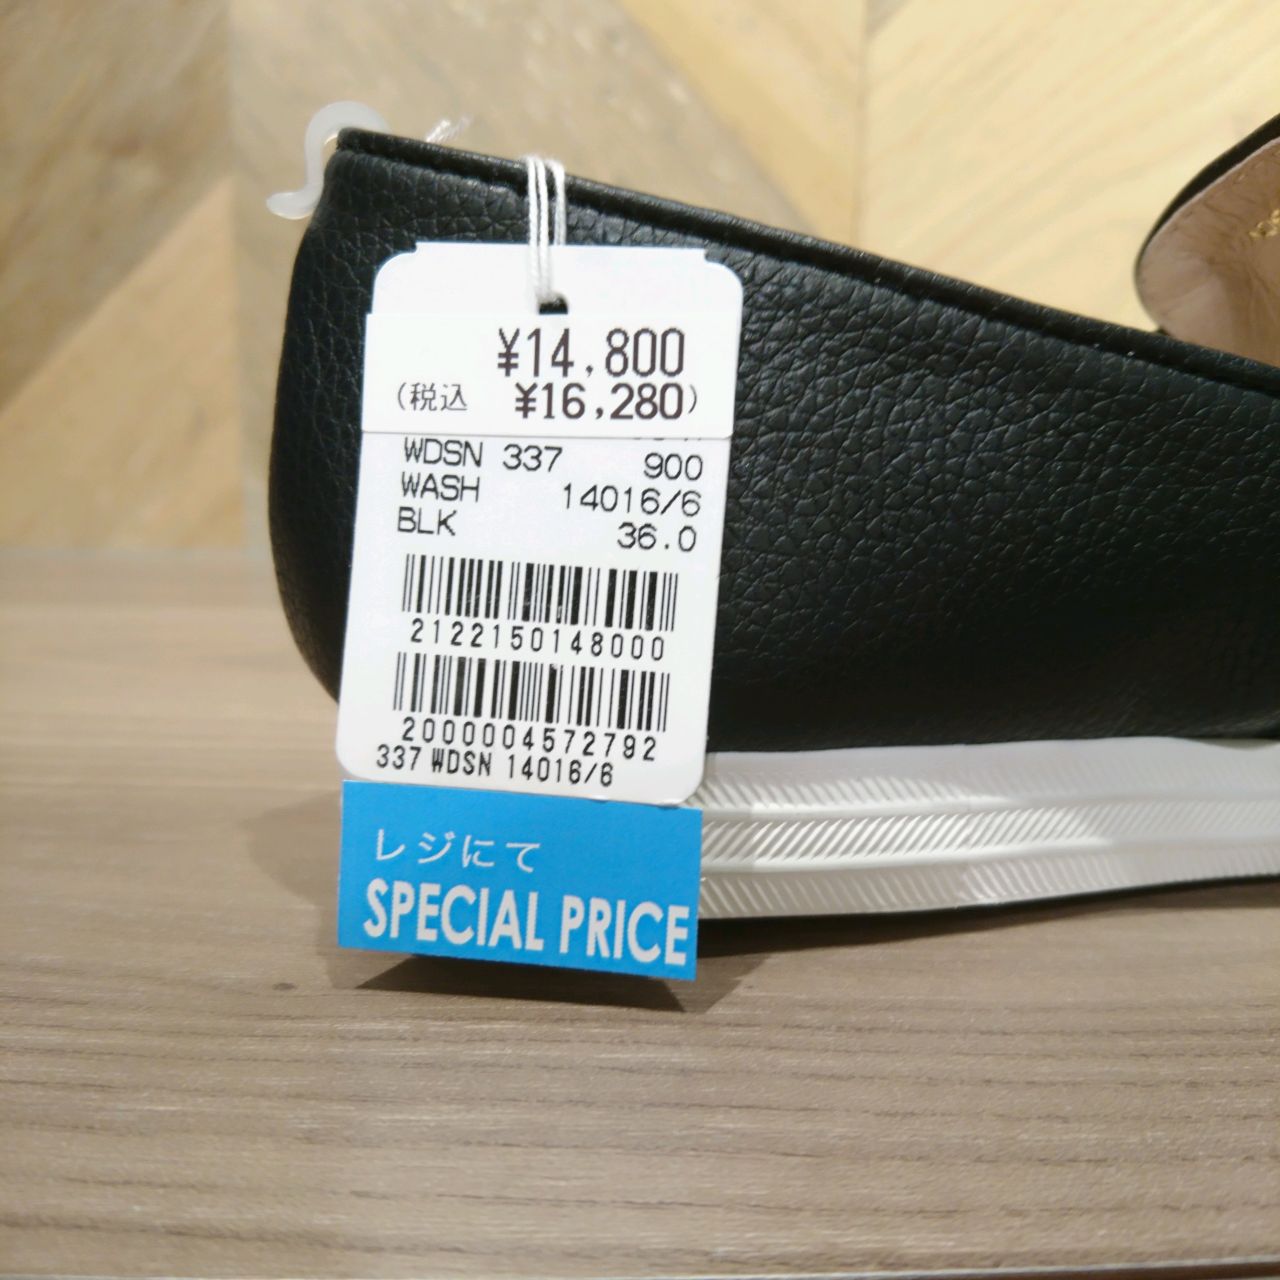 ¥14,800
(税込 ¥16,280)
WDSN 337 900
WASH 14016/6
BLK 36.0
2122150148000
2000004572792
337 WDSN 14016/6
レジにて
SPECIAL PRICE